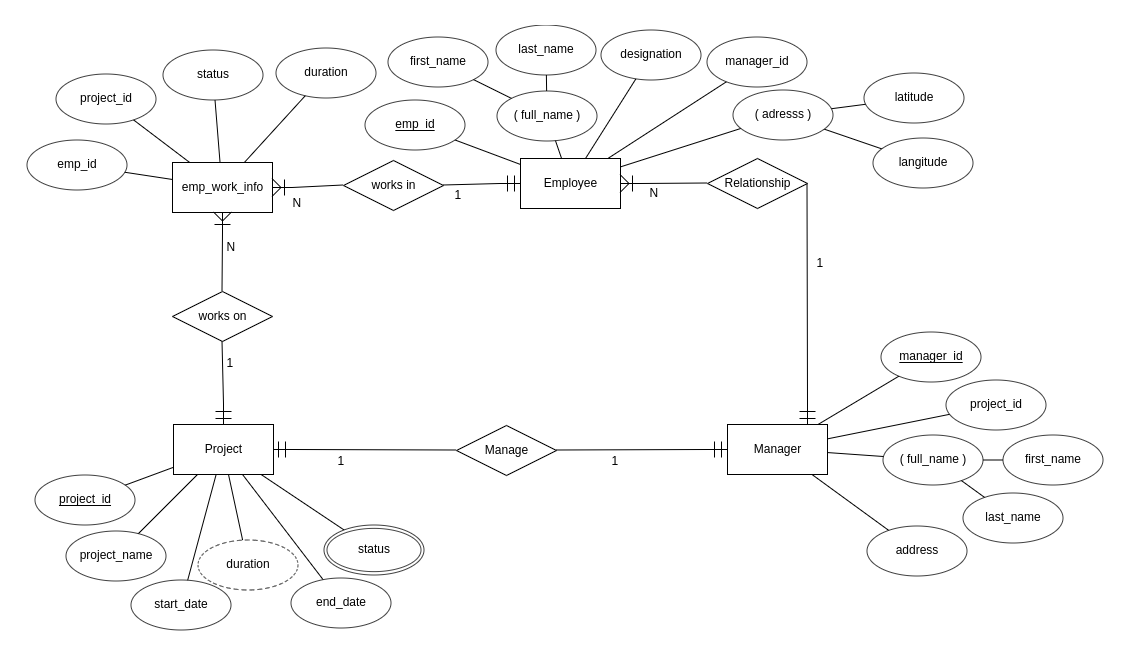 last_name
first_name
designation
manager_id
status
duration
project_id
( full_name )
( adresss )
latitude
emp_id
emp_id
langitude
emp_work_info
works in
Employee
Relationship
N
1
N
N
1
works on
1
manager_id
project_id
Project
Manage
Manager
1
1
( full_name )
first_name
project_id
last_name
project_name
duration
status
address
start_date
end_date